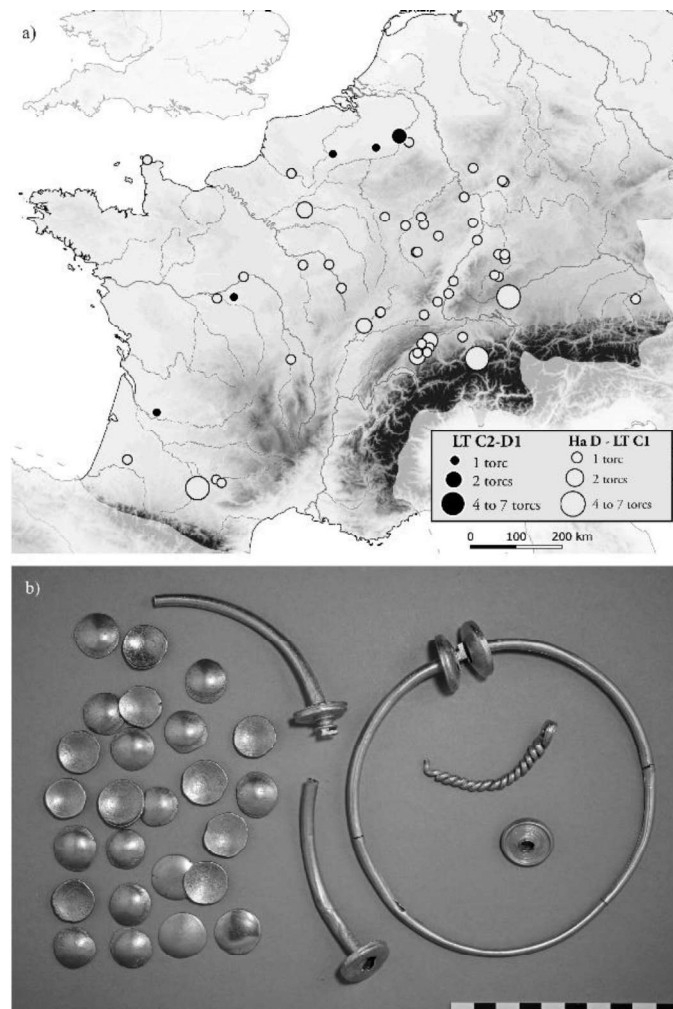 a)
LT C2-D1
1 torc
2 torcs
4 to 7 torcs
Ha D - LT C1
1 torc
2 torcs
4 to 7 torcs
0 100 200 km
b)